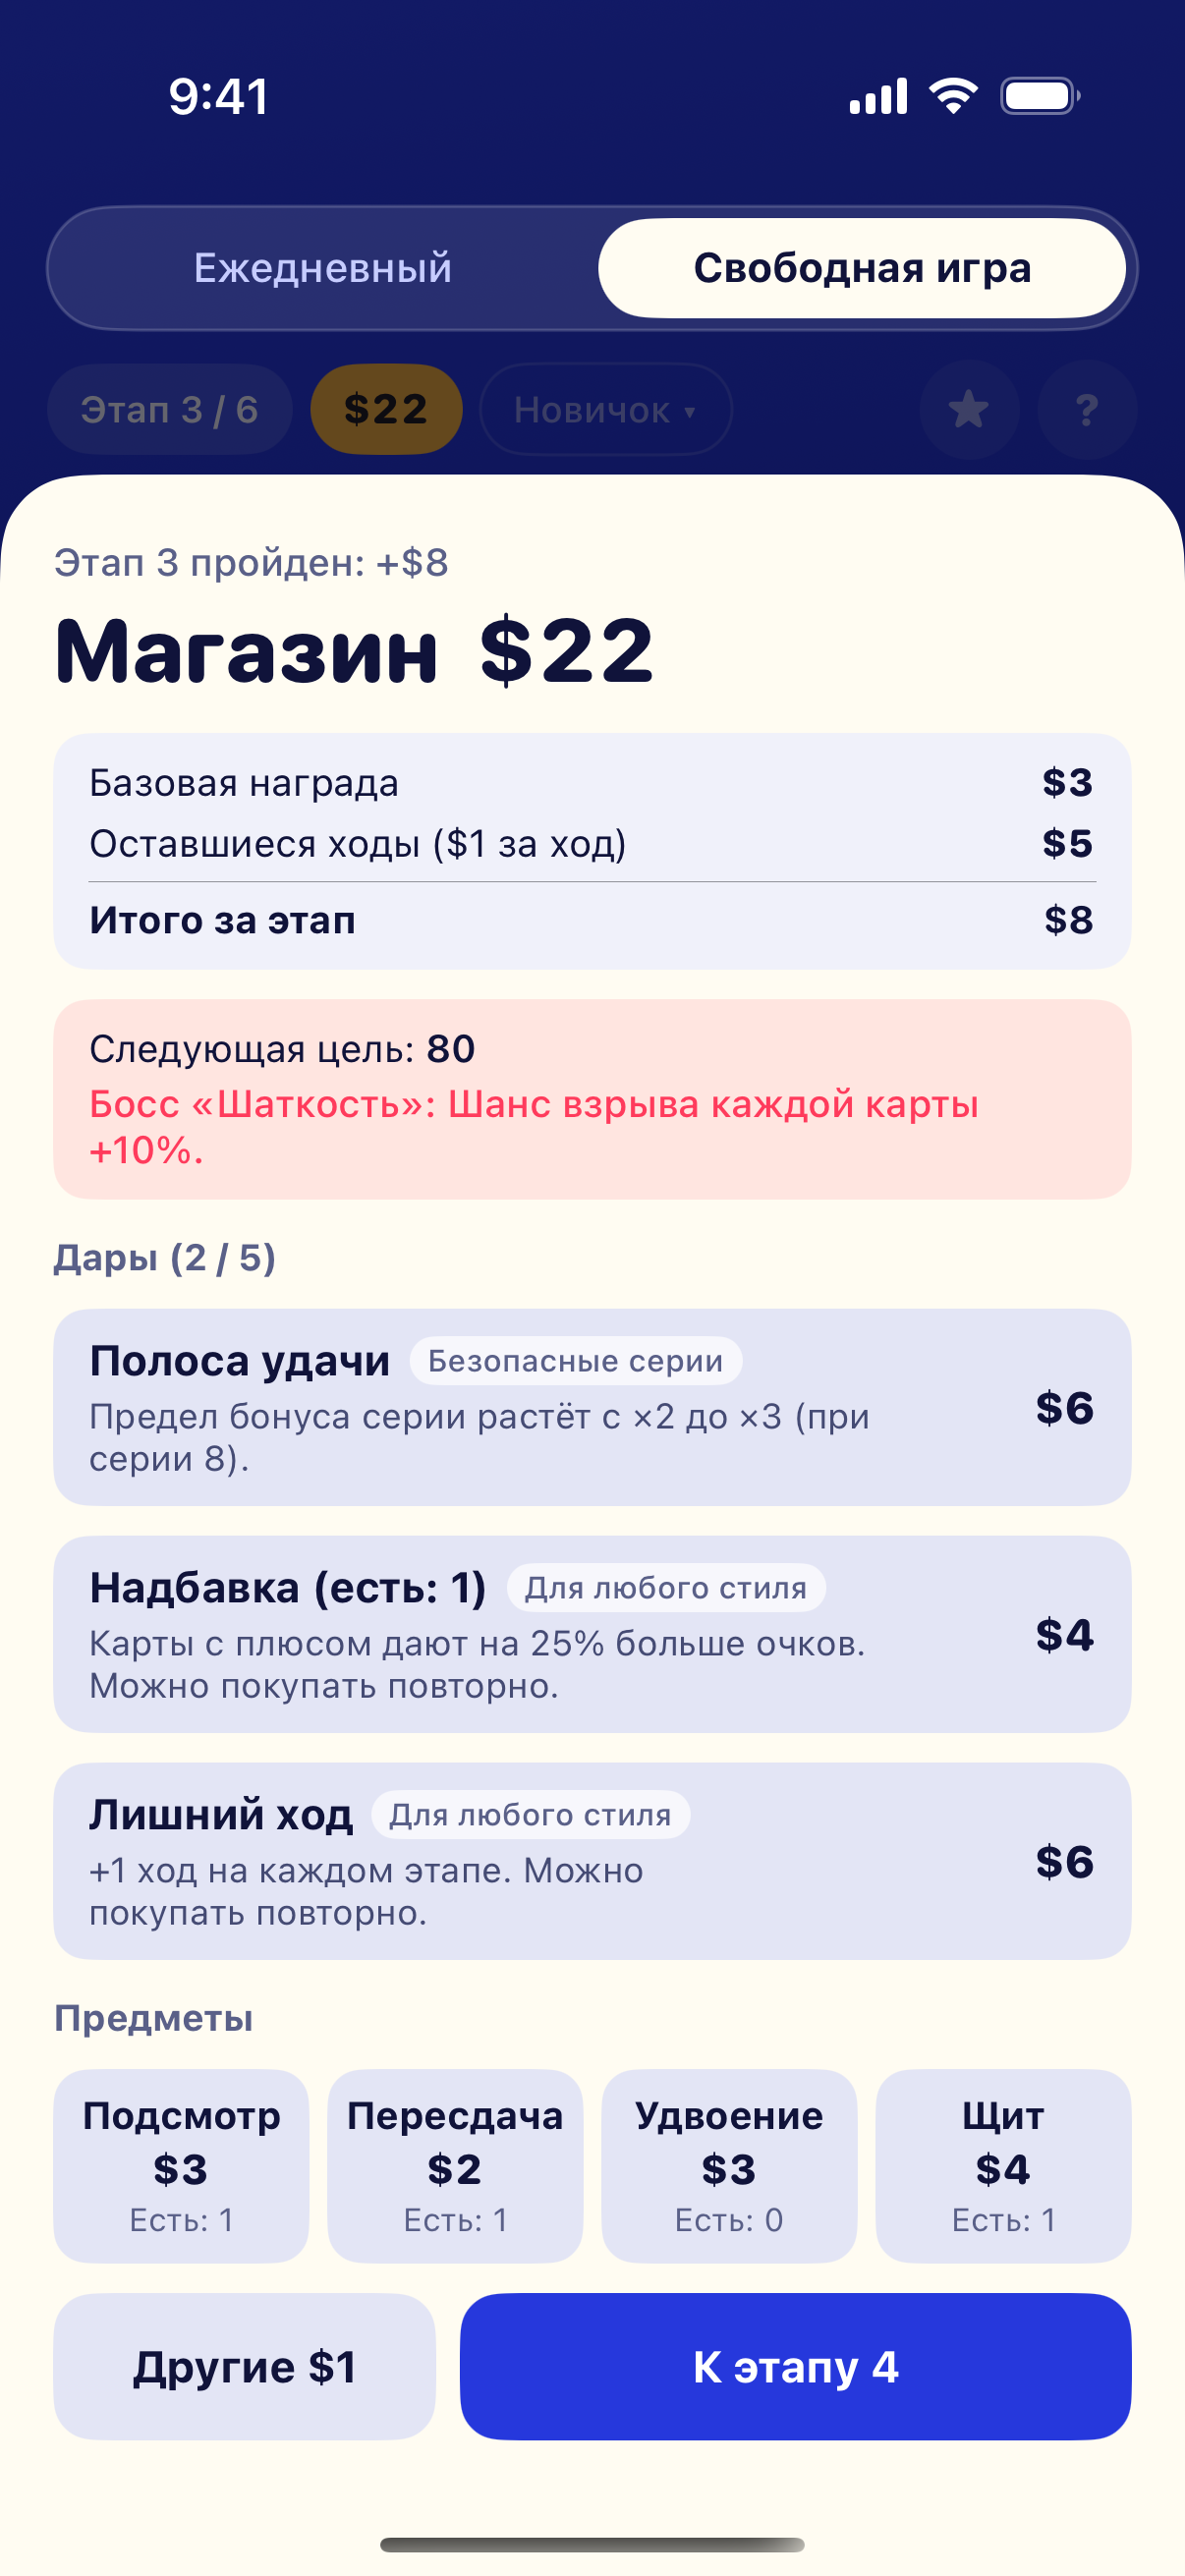 9:41
Ежедневный
Свободная игра
Этап 3 / 6
$22
Новичок ▾
?
Этап 3 пройден: +$8
Магазин $22
Базовая награда $3
Оставшиеся ходы ($1 за ход) $5
Итого за этап $8
Следующая цель: 80
Босс «Шаткость»: Шанс взрыва каждой карты
+10%.
Дары (2 / 5)
Полоса удачи Безопасные серии
Предел бонуса серии растёт с ×2 до ×3 (при
серии 8).
$6
Надбавка (есть: 1) Для любого стиля
Карты с плюсом дают на 25% больше очков.
Можно покупать повторно.
$4
Лишний ход Для любого стиля
+1 ход на каждом этапе. Можно
покупать повторно.
$6
Предметы
Подсмотр
$3
Есть: 1
Пересдача
$2
Есть: 1
Удвоение
$3
Есть: 0
Щит
$4
Есть: 1
Другие $1
К этапу 4